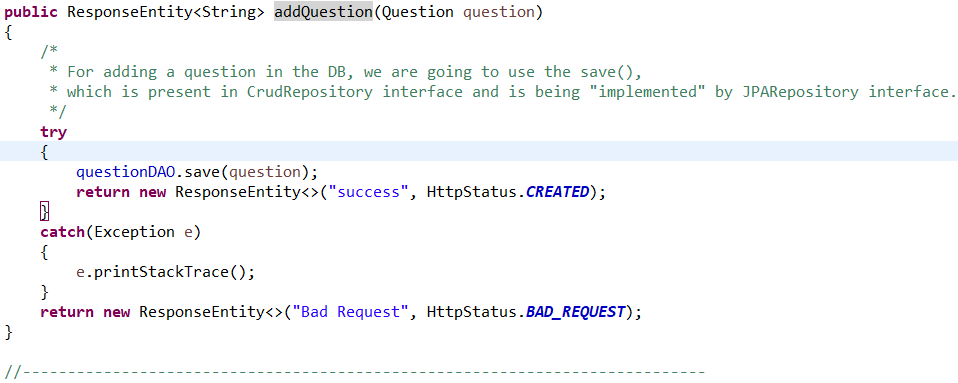 public ResponseEntity<String> addQuestion(Question question)
{
/*
* For adding a question in the DB, we are going to use the save(),
* which is present in CrudRepository interface and is being "implemented" by JPARepository interface.
*/
try
{
questionDAO.save(question);
return new ResponseEntity<>("success", HttpStatus.CREATED);
}
catch(Exception e)
{
e.printStackTrace();
}
return new ResponseEntity<>("Bad Request", HttpStatus.BAD_REQUEST);
}
//----------------------------------------------------------------------------